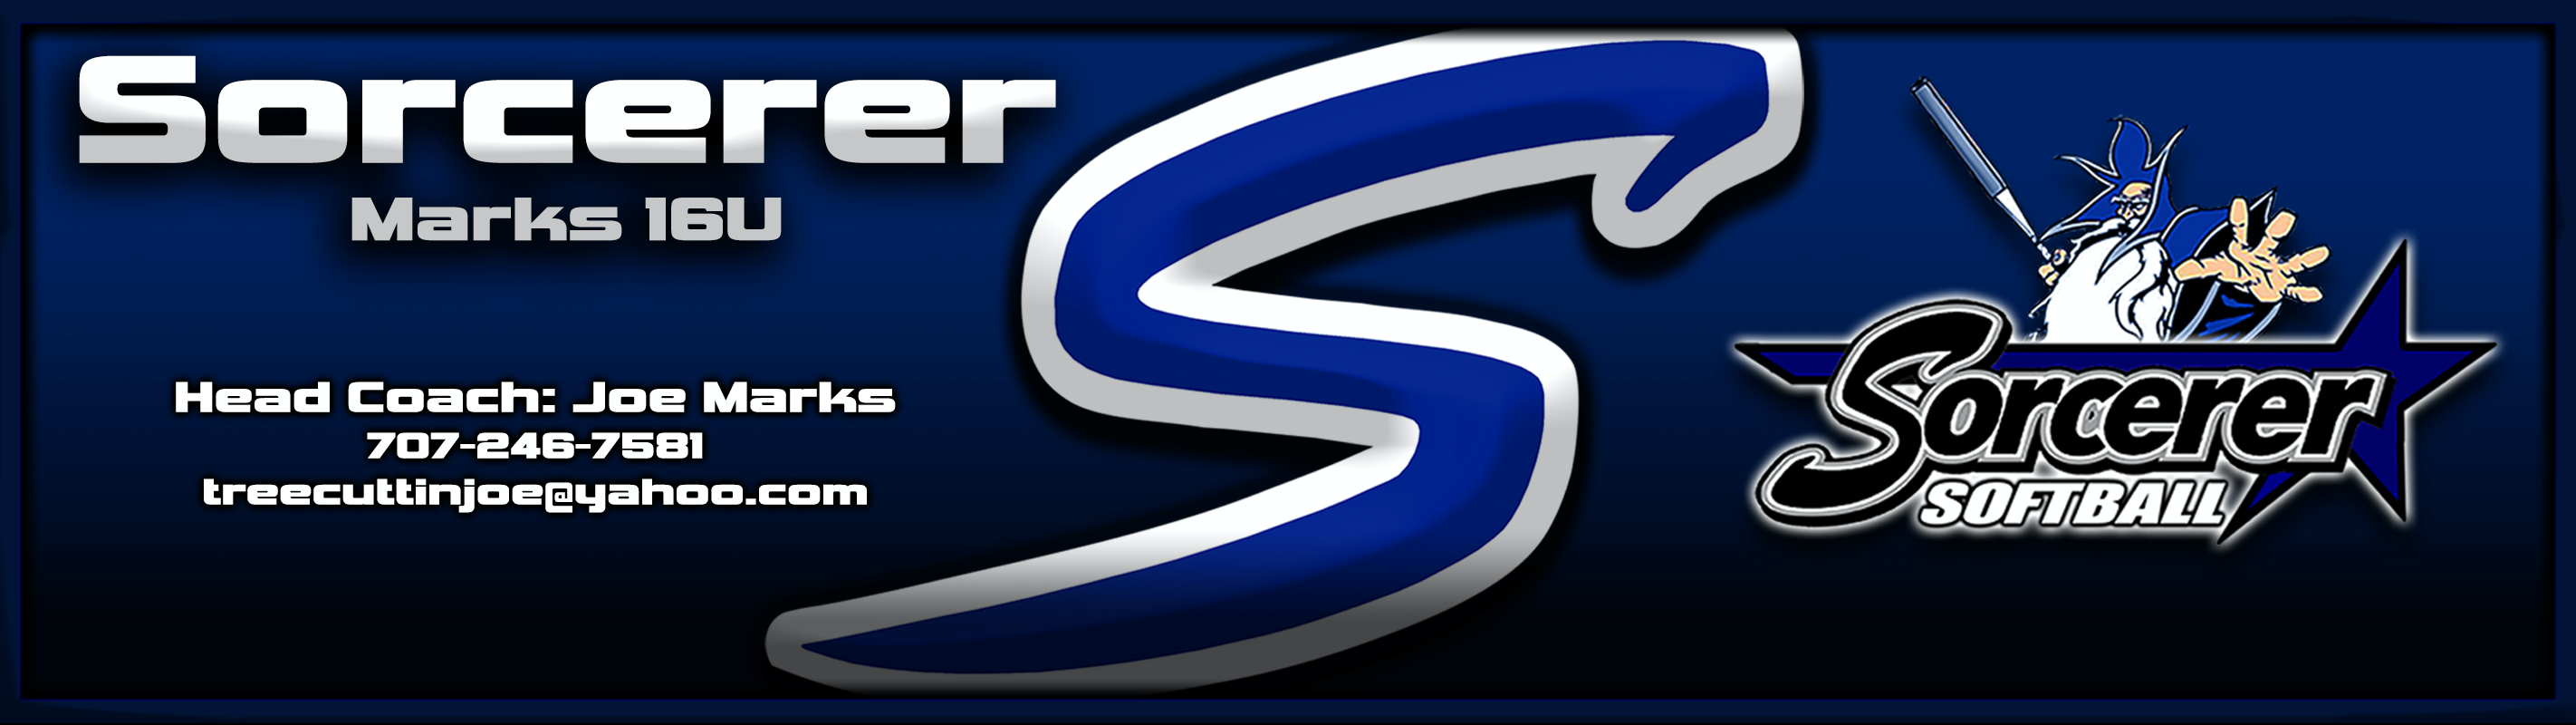 Sorcerer
Marks 16U
Head Coach: Joe Marks
707-246-7581
treecuttinjoe@yahoo.com
S
Sorcerer
SOFTBALL